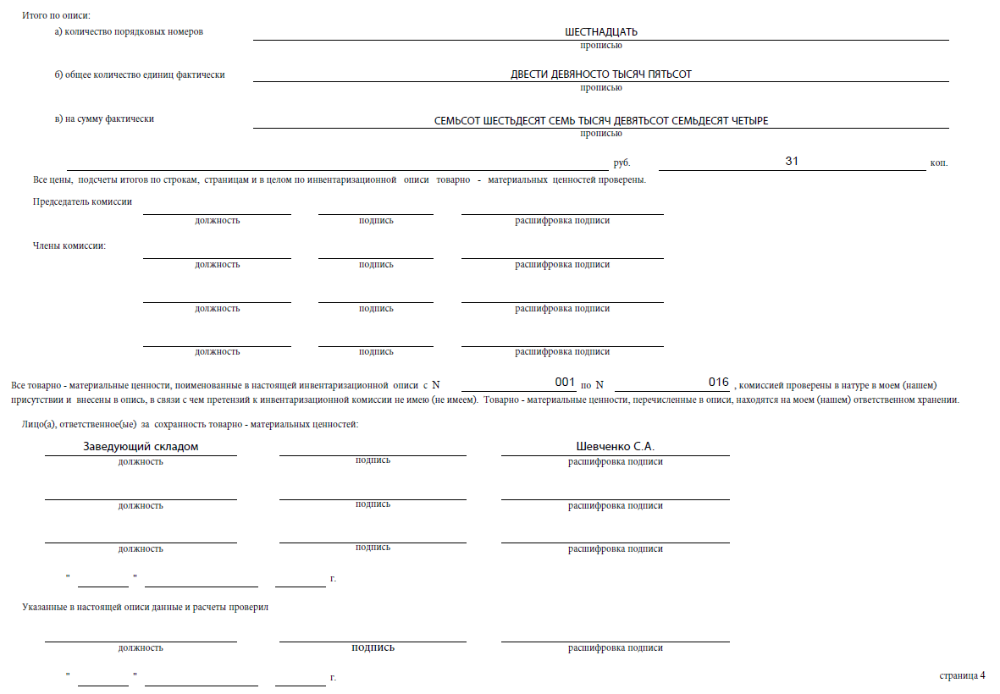 Итого по описи:
а) количество порядковых номеров ШЕСТНАДЦАТЬ
прописью
б) общее количество единиц фактически ДВЕСТИ ДЕВЯНОСТО ТЫСЯЧ ПЯТЬСОТ
прописью
в) на сумму фактически СЕМЬСОТ ШЕСТЬДЕСЯТ СЕМЬ ТЫСЯЧ ДЕВЯТЬСОТ СЕМЬДЕСЯТ ЧЕТЫРЕ
прописью
руб. 31 коп.
Все цены, подсчеты итогов по строкам, страницам и в целом по инвентаризационной описи товарно - материальных ценностей проверены.
Председатель комиссии
должность подпись расшифровка подписи
Члены комиссии:
должность подпись расшифровка подписи
должность подпись расшифровка подписи
должность подпись расшифровка подписи
Все товарно - материальные ценности, поименованные в настоящей инвентаризационной описи с N 001 по N 016 , комиссией проверены в натуре в моем (нашем)
присутствии и внесены в опись, в связи с чем претензий к инвентаризационной комиссии не имею (не имеем). Товарно - материальные ценности, перечисленные в описи, находятся на моем (нашем) ответственном хранении.
Лицо(а), ответственное(ые) за сохранность товарно - материальных ценностей:
Заведующий складом Шевченко С.А.
должность подпись расшифровка подписи
должность подпись расшифровка подписи
должность подпись расшифровка подписи
" " г.
Указанные в настоящей описи данные и расчеты проверил
должность подпись расшифровка подписи
" " г.
страница 4